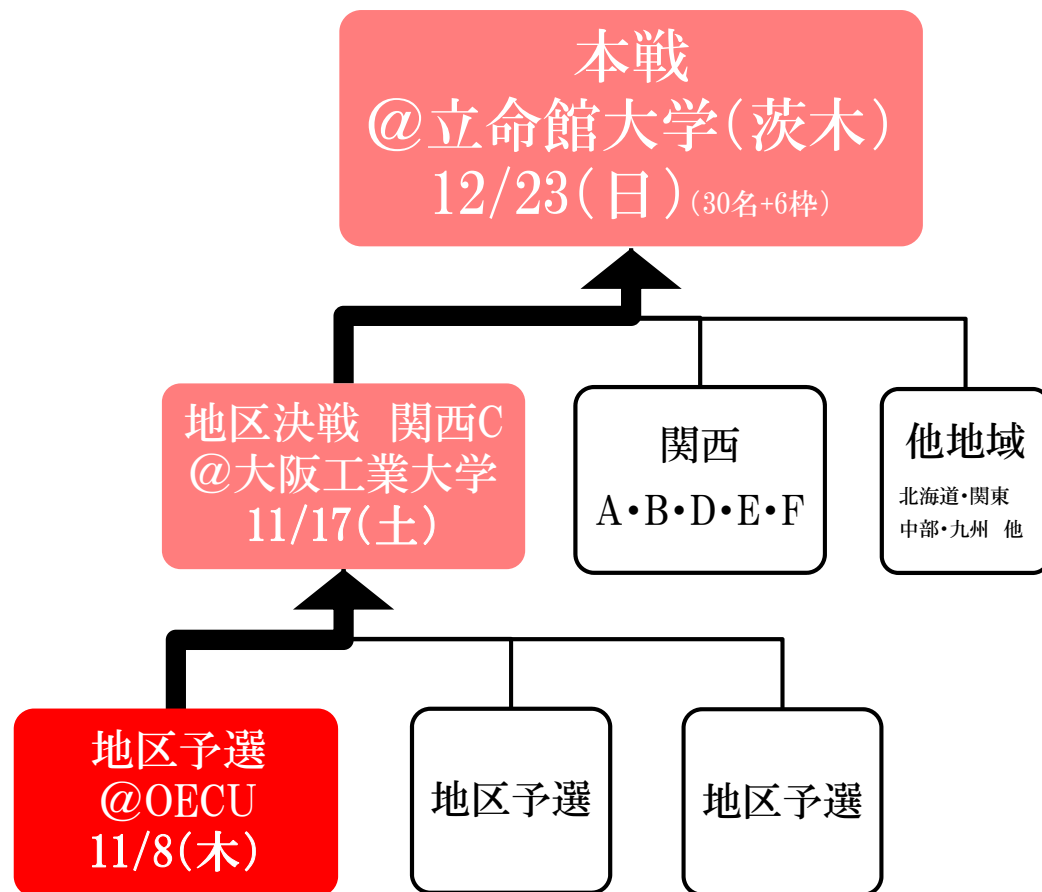 本戦
@立命館大学(茨木)
12/23(日)(30名+6枠)
地区決戦 関西C
@大阪工業大学
11/17(土)
関西
A・B・D・E・F
他地域
北海道・関東
中部・九州 他
地区予選
@OECU
11/8(木)
地区予選
地区予選